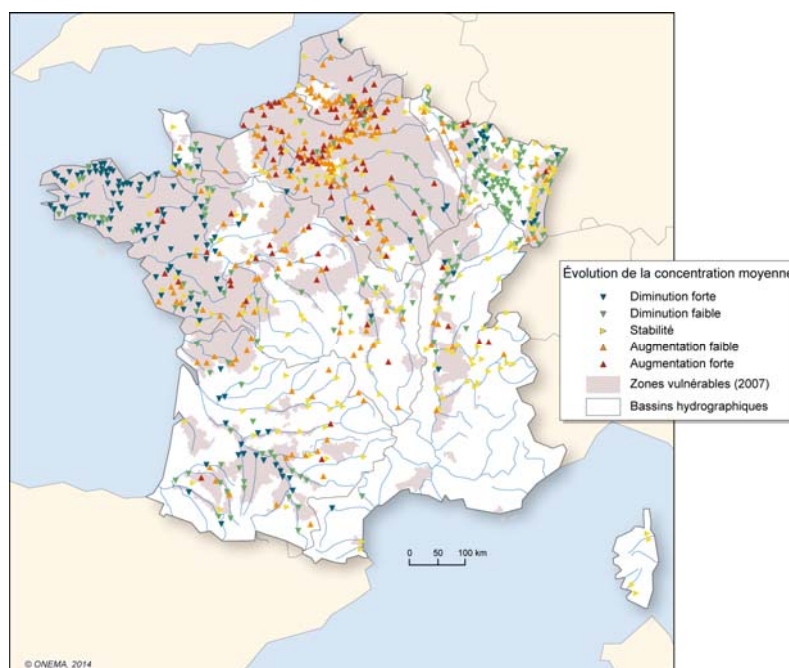 Évolution de la concentration moyenne
Diminution forte
Diminution faible
Stabilité
Augmentation faible
Augmentation forte
Zones vulnérables (2007)
Bassins hydrographiques
0 50 100 km
© ONEMA, 2014